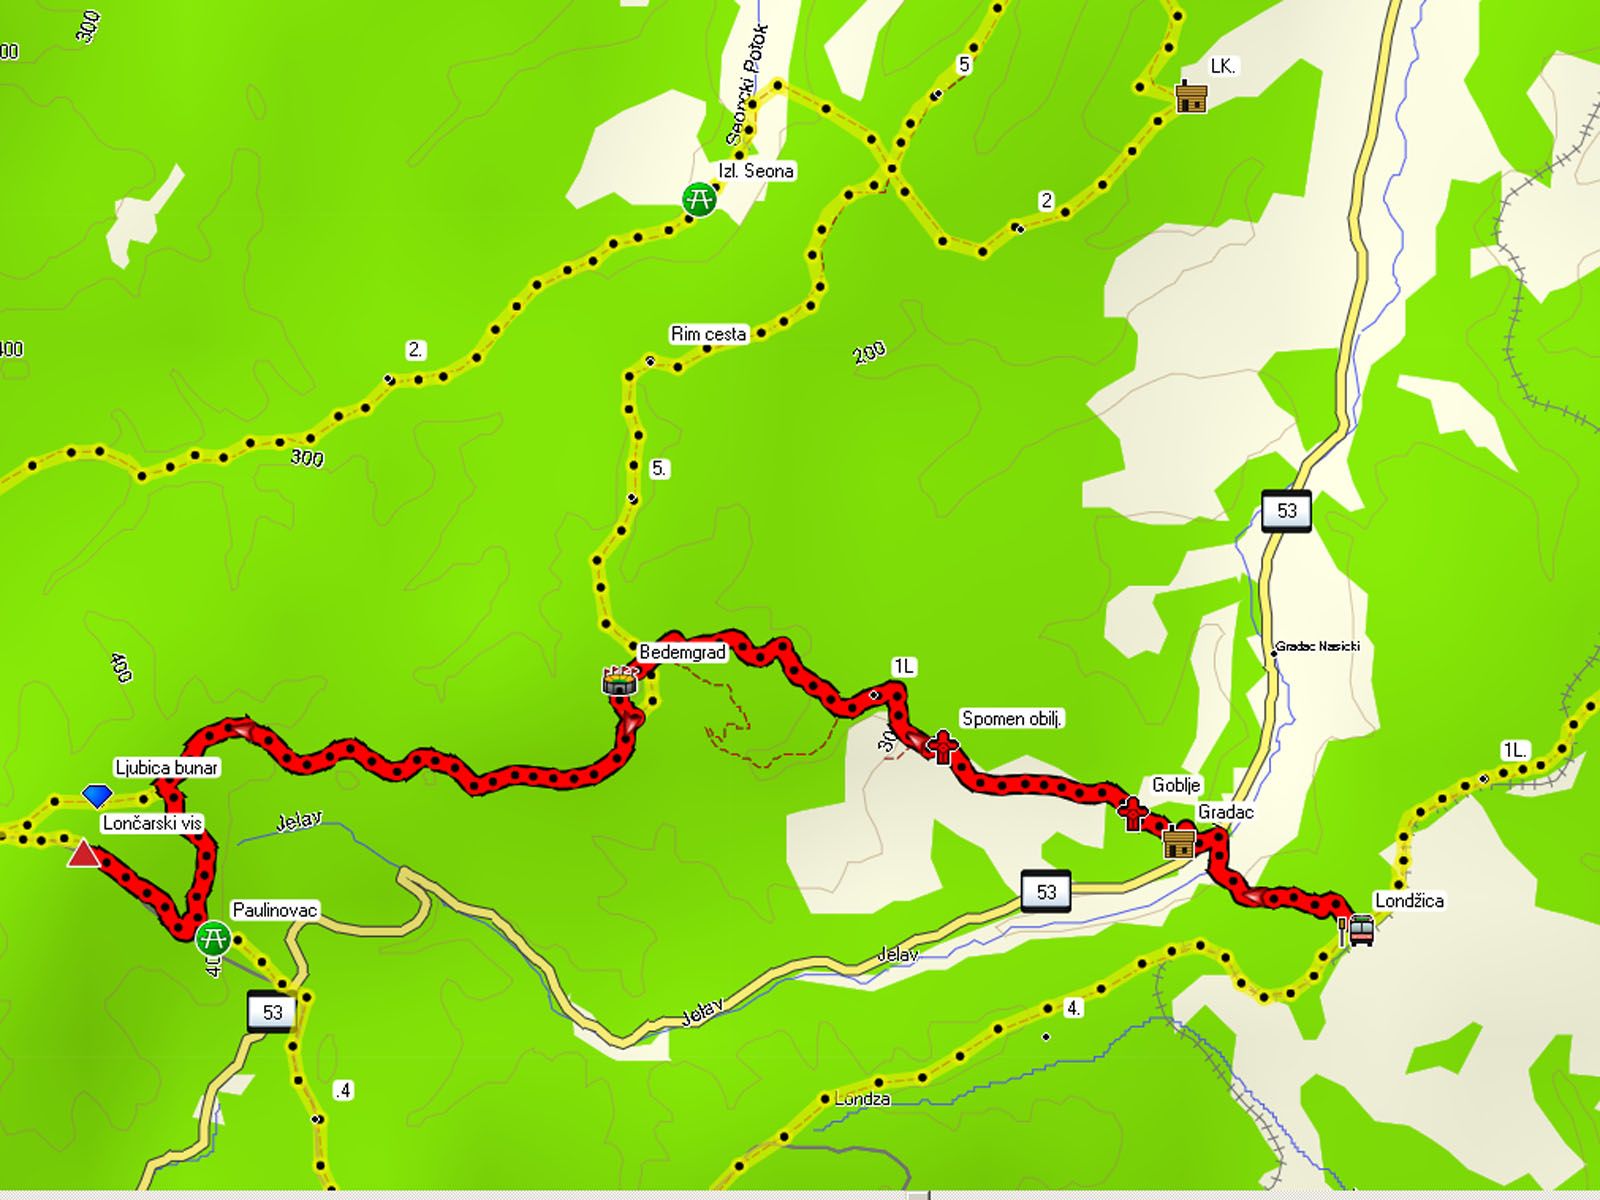 300
00
LK.
5
Seonski Potok
Izl. Seona
2
Rim cesta
2.
400
200
300
5.
53
400
Bedemgrad
Gradac Nasicki
1L
Spomen obilj.
30
1L.
Ljubica bunar
Goblje
Gradac
Lončarski vis
Jelav
53
Londžica
Paulinovac
40
Jelav
53
Jelav
4.
.4
Londza